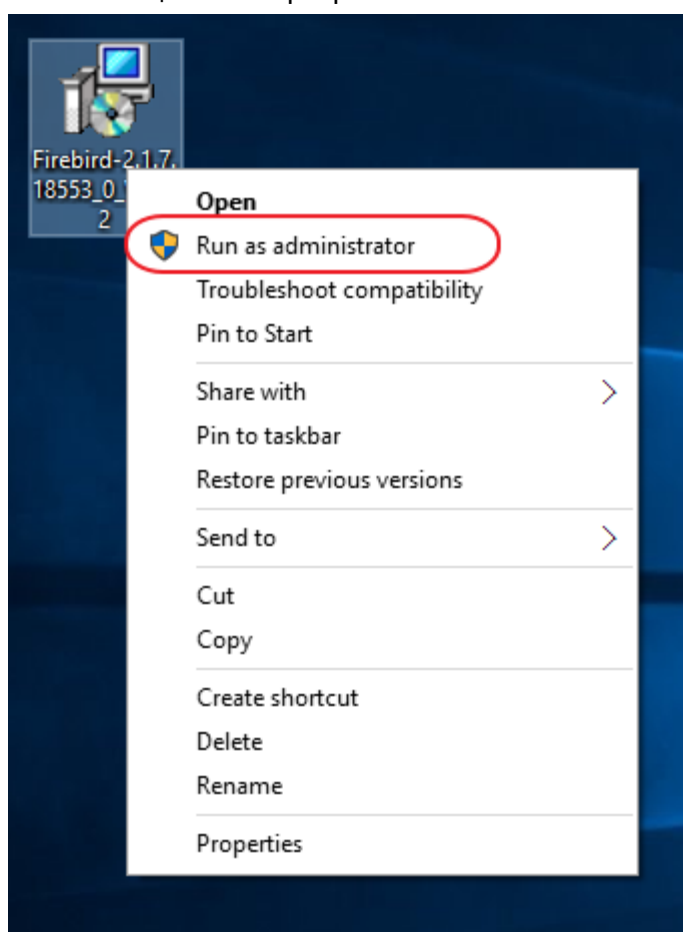 Firebird-2.1.7.
18553_0_
2
Open
Run as administrator
Troubleshoot compatibility
Pin to Start
Share with
Pin to taskbar
Restore previous versions
Send to
Cut
Copy
Create shortcut
Delete
Rename
Properties